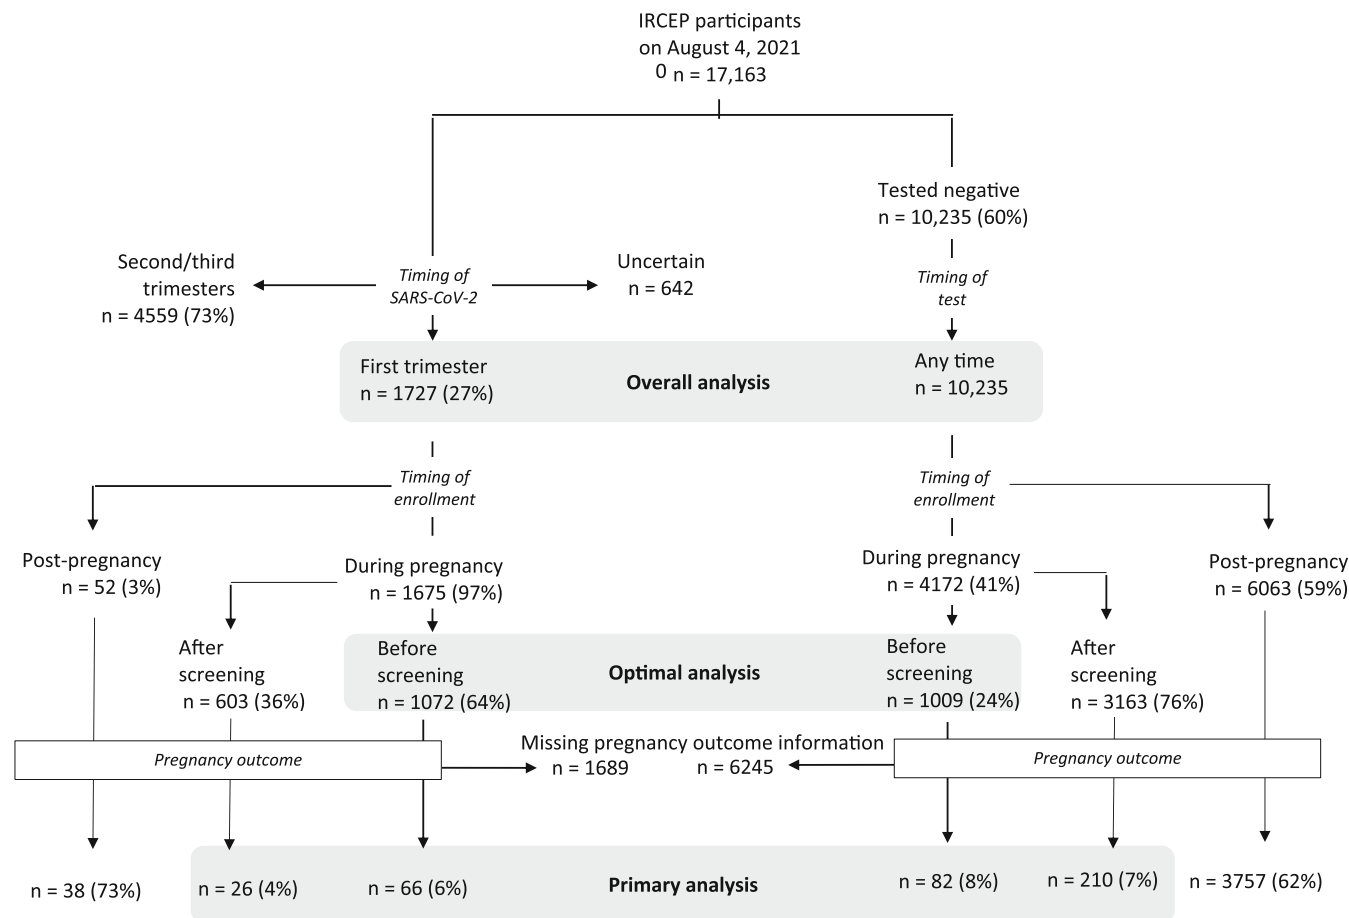 IRCEP participants
on August 4, 2021
0 n = 17,163
Tested negative
n = 10,235 (60%)
Second/third
trimesters
n = 4559 (73%)
Timing of
SARS-CoV-2
Uncertain
n = 642
Timing of
test
First trimester
n = 1727 (27%)
Overall analysis
Any time
n = 10,235
Timing of
enrollment
Timing of
enrollment
Post-pregnancy
n = 52 (3%)
During pregnancy
n = 1675 (97%)
During pregnancy
n = 4172 (41%)
Post-pregnancy
n = 6063 (59%)
After
screening
n = 603 (36%)
Before
screening
n = 1072 (64%)
Optimal analysis
Before
screening
n = 1009 (24%)
After
screening
n = 3163 (76%)
Pregnancy outcome
Missing pregnancy outcome information
n = 1689 n = 6245
Pregnancy outcome
n = 38 (73%)
n = 26 (4%)
n = 66 (6%)
Primary analysis
n = 82 (8%)
n = 210 (7%)
n = 3757 (62%)